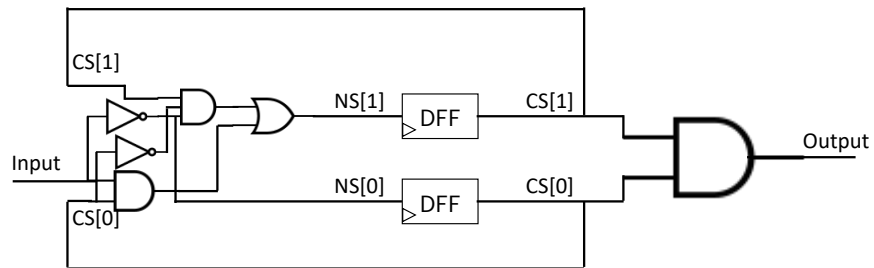 CS[1]
NS[1]
DFF
CS[1]
Input
Output
NS[0]
DFF
CS[0]
CS[0]